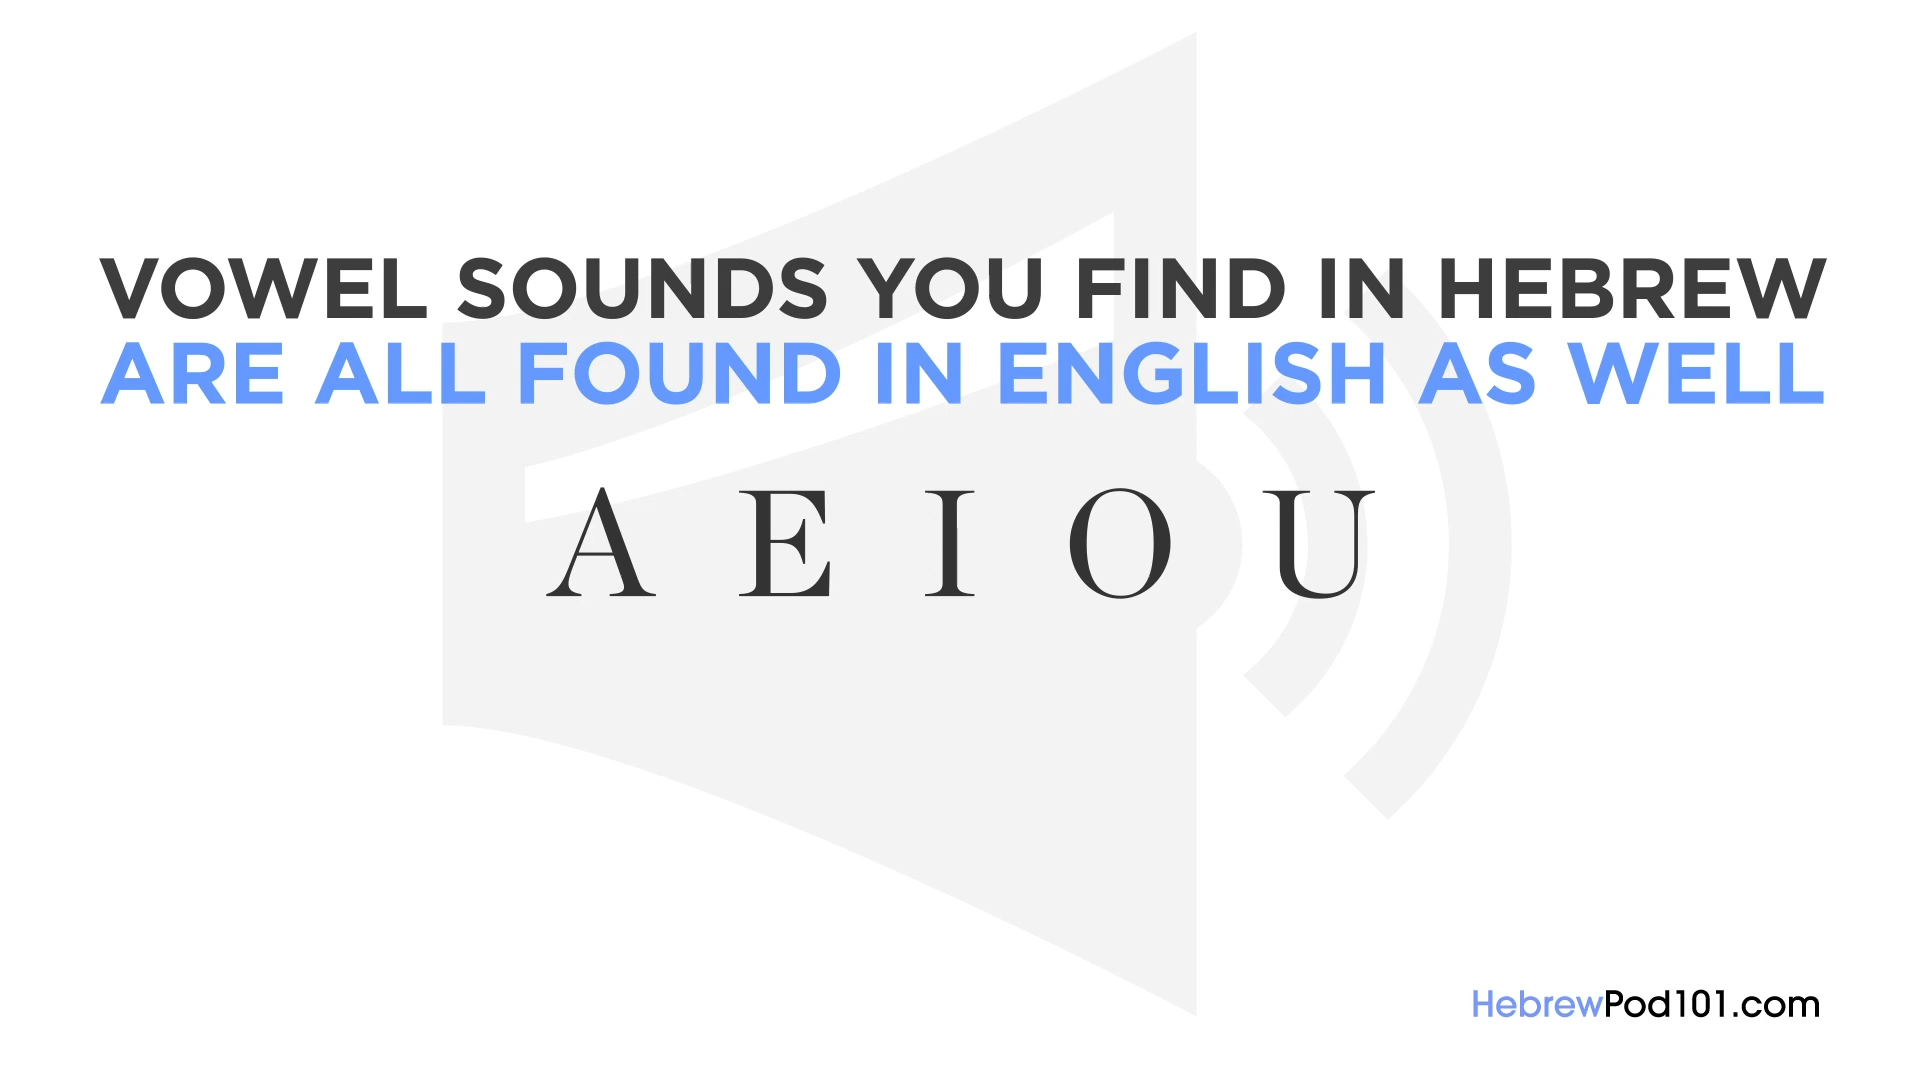 VOWEL SOUNDS YOU FIND IN HEBREW
ARE ALL FOUND IN ENGLISH AS WELL
A E I O U
HebrewPod101.com